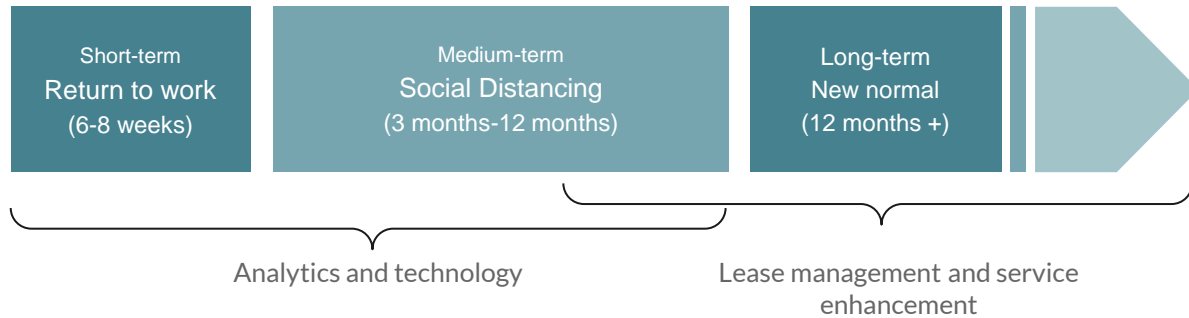 Short-term
Return to work
(6-8 weeks)
Medium-term
Social Distancing
(3 months-12 months)
Long-term
New normal
(12 months +)
Analytics and technology
Lease management and service
enhancement